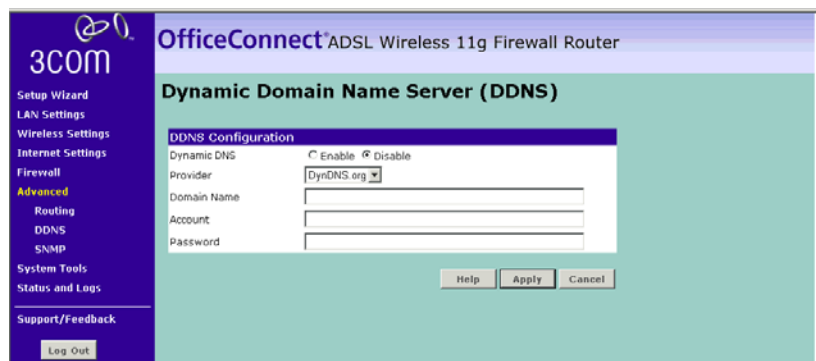 3COM
OfficeConnect ADSL Wireless 11g Firewall Router
Setup Wizard
LAN Settings
Wireless Settings
Internet Settings
Firewall
Advanced
Routing
DDNS
SNMP
System Tools
Status and Logs
Support/Feedback
Log Out
Dynamic Domain Name Server (DDNS)
DDNS Configuration
Dynamic DNS Enable Disable
Provider DynDNS.org
Domain Name
Account
Password
Help Apply Cancel